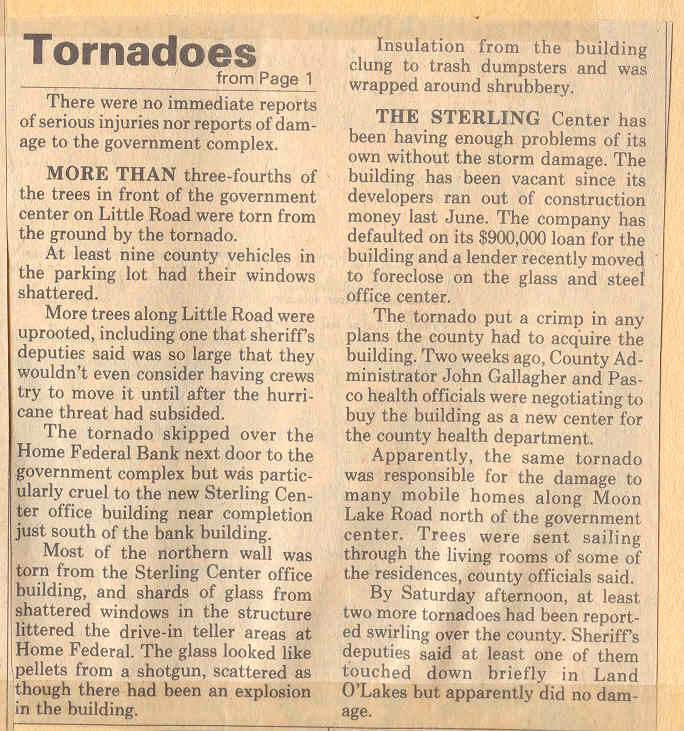 Tornadoes
from Page 1
There were no immediate reports
of serious injuries nor reports of dam-
age to the government complex.
MORE THAN three-fourths of
the trees in front of the government
center on Little Road were torn from
the ground by the tornado.
At least nine county vehicles in
the parking lot had their windows
shattered.
More trees along Little Road were
uprooted, including one that sheriff's
deputies said was so large that they
wouldn't even consider having crews
try to move it until after the hurri-
cane threat had subsided.
The tornado skipped over the
Home Federal Bank next door to the
government complex but was partic-
ularly cruel to the new Sterling Cen-
ter office building near completion
just south of the bank building.
Most of the northern wall was
torn from the Sterling Center office
building, and shards of glass from
shattered windows in the structure
littered the drive-in teller areas at
Home Federal. The glass looked like
pellets from a shotgun, scattered as
though there had been an explosion
in the building.
Insulation from the building
clung to trash dumpsters and was
wrapped around shrubbery.
THE STERLING Center has
been having enough problems of its
own without the storm damage. The
building has been vacant since its
developers ran out of construction
money last June. The company has
defaulted on its $900,000 loan for the
building and a lender recently moved
to foreclose on the glass and steel
office center.
The tornado put a crimp in any
plans the county had to acquire the
building. Two weeks ago, County Ad-
ministrator John Gallagher and Pas-
co health officials were negotiating to
buy the building as a new center for
the county health department.
Apparently, the same tornado
was responsible for the damage to
many mobile homes along Moon
Lake Road north of the government
center. Trees were sent sailing
through the living rooms of some of
the residences, county officials said.
By Saturday afternoon, at least
two more tornadoes had been report-
ed swirling over the county. Sheriff's
deputies said at least one of them
touched down briefly in Land
O'Lakes but apparently did no dam-
age.